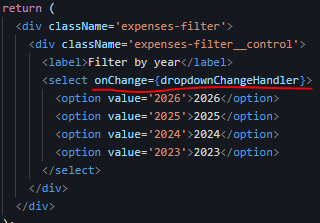 return (
<div className='expenses-filter'>
<div className='expenses-filter__control'>
<label>Filter by year</label>
<select onChange={dropdownChangeHandler}>
<option value='2026'>2026</option>
<option value='2025'>2025</option>
<option value='2024'>2024</option>
<option value='2023'>2023</option>
</select>
</div>
</div>